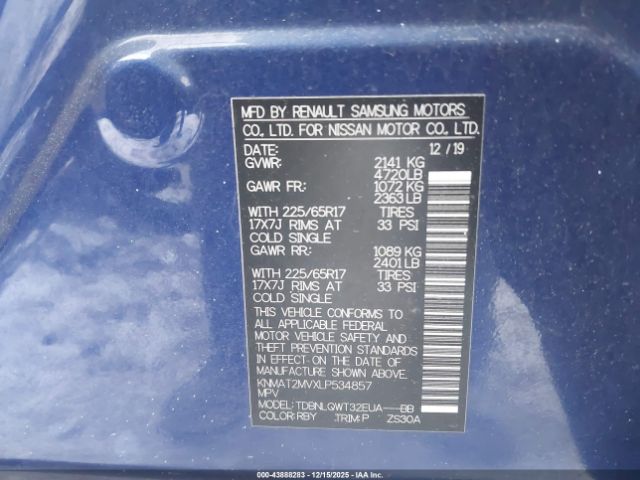 MFD BY RENAULT SAMSUNG MOTORS
CO., LTD. FOR NISSAN MOTOR CO., LTD.
DATE: 12/19
GVWR: 2141 KG
4720LB
GAWR FR: 1072 KG
2363LB
WITH 225/65R17 TIRES
17X7J RIMS AT 33 PSI
COLD SINGLE
GAWR RR: 1089 KG
2401LB
WITH 225/65R17 TIRES
17X7J RIMS AT 33 PSI
COLD SINGLE
THIS VEHICLE CONFORMS TO
ALL APPLICABLE FEDERAL
MOTOR VEHICLE SAFETY AND
THEFT PREVENTION STANDARDS
IN EFFECT ON THE DATE OF
MANUFACTURE SHOWN ABOVE.
KNMAT2MVXLP534857
MPV
MODEL: TDBNLQWT32EUA---BB
COLOR:RBY .TRIM:P ZS30A
000-43888283 - 12/15/2025 - IAA Inc.